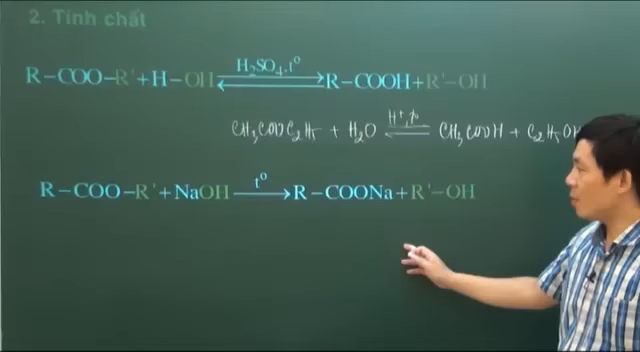 2. Tính chất
H₂SO₄,t°
R–COO–R'+H–OH⇌R–COOH+R'–OH
H⁺,t°
CH₃COOC₂H₅ + H₂O ⇌ CH₃COOH + C₂H₅OH
t°
R–COO–R'+NaOH→R–COONa+R'–OH